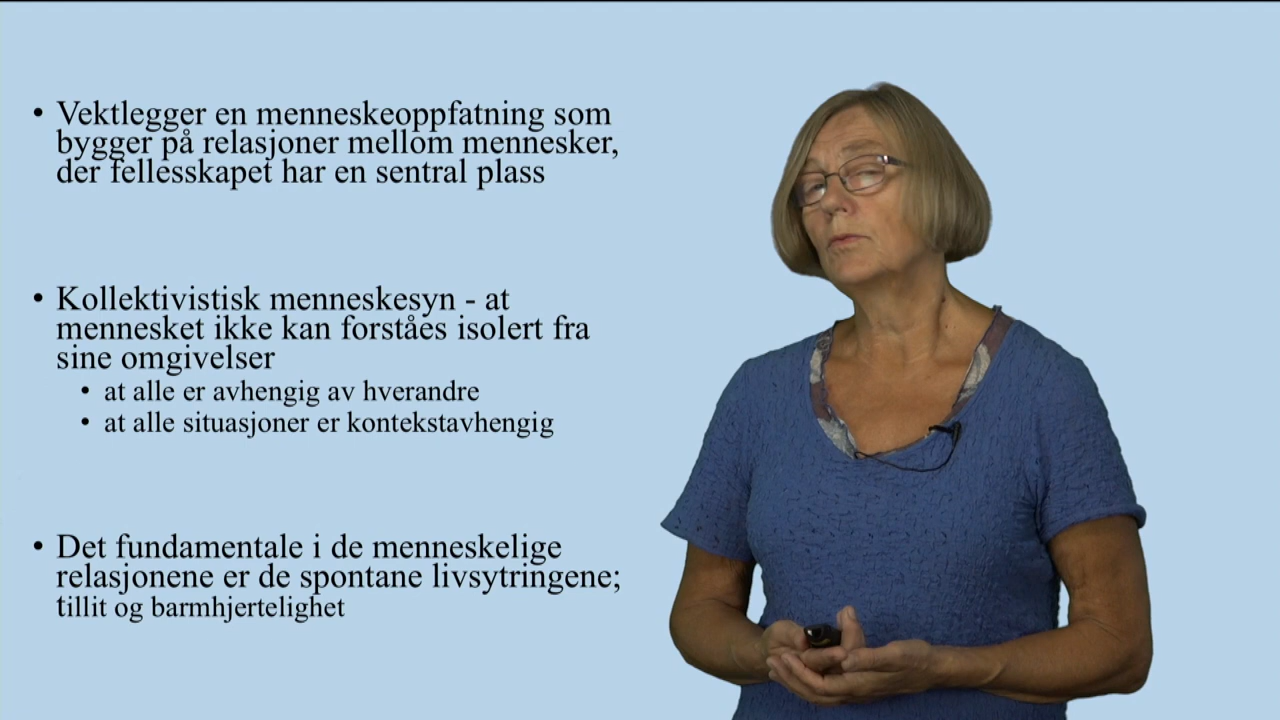 • Vektlegger en menneskeoppfatning som
bygger på relasjoner mellom mennesker,
der fellesskapet har en sentral plass
• Kollektivistisk menneskesyn - at
mennesket ikke kan forståes isolert fra
sine omgivelser
• at alle er avhengig av hverandre
• at alle situasjoner er kontekstavhengig
• Det fundamentale i de menneskelige
relasjonene er de spontane livsytringene;
tillit og barmhjertelighet